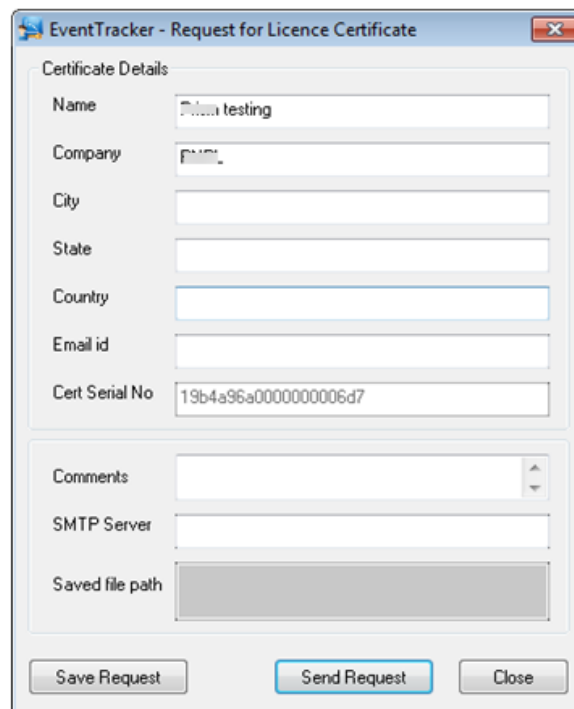 EventTracker - Request for Licence Certificate
Certificate Details
Name
testing
Company
City
State
Country
Email id
Cert Serial No
19b4a96a0000000006d7
Comments
SMTP Server
Saved file path
Save Request
Send Request
Close